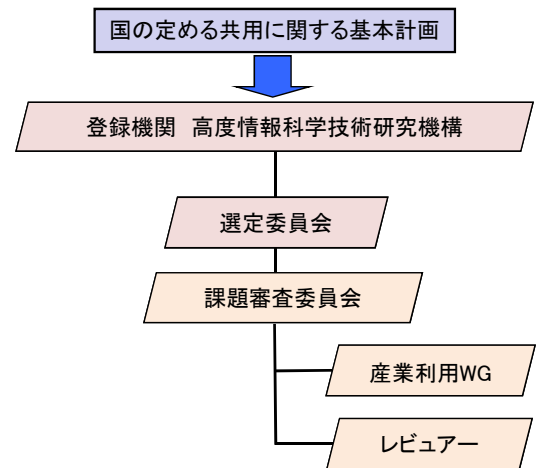 国の定める共用に関する基本計画
登録機関 高度情報科学技術研究機構
選定委員会
課題審査委員会
産業利用WG
レビュアー